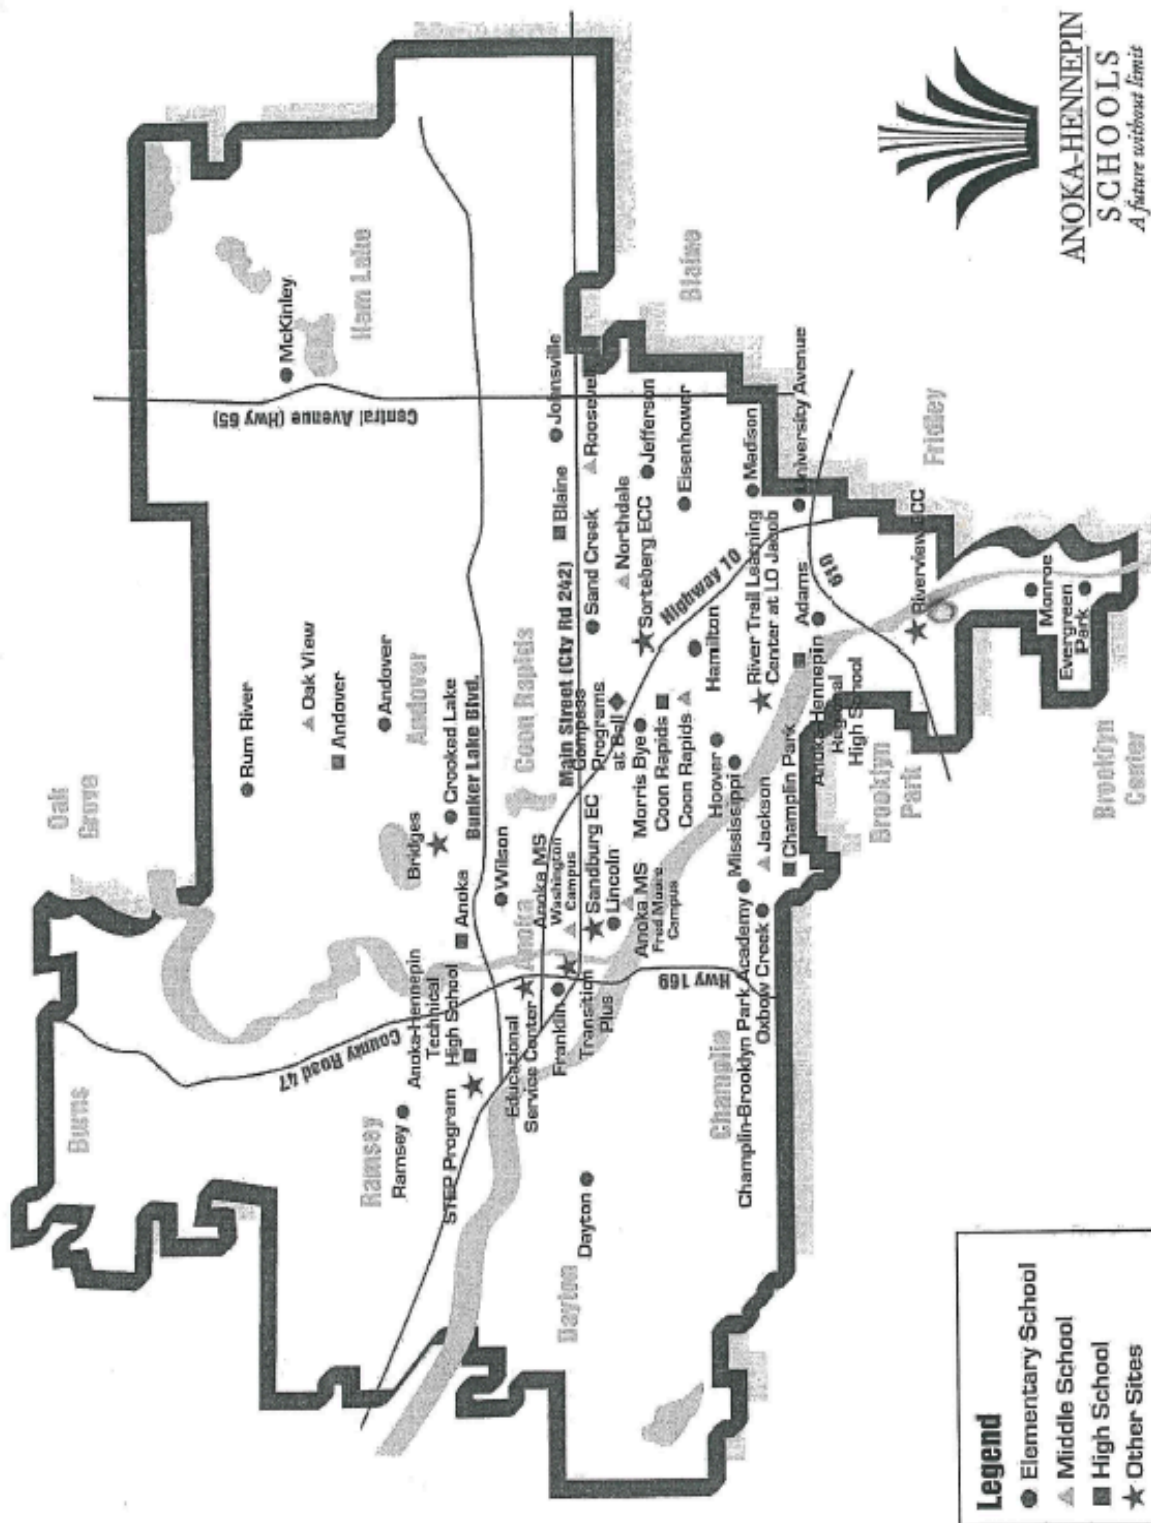 Oak
Grove
Burns
Rum River
Oak View
Andover
Andover
Andover
McKinley
Ham Lake
Central Avenue (Hwy 65)
County Road 47
Ramsey
Ramsey
Anoka-Hennepin
Technical
High School
STEP Program
Bridges
Crooked Lake
Anoka
Bunker Lake Blvd.
Wilson
Coon Rapids
Anoka
Educational
Service Center
Franklin
Transition
Plus
Anoka MS
Washington
Campus
Sandburg EC
Lincoln
Anoka MS
Fred Moore
Campus
Main Street (City Rd 242)
Compass
Programs
at Bell
Morris Bye
Coon Rapids
Coon Rapids
Hoover
Mississippi
Jackson
Champlin Park
Blaine
Johnsville
Roosevelt
Sand Creek
Northdale
Jefferson
Sorteberg ECC
Eisenhower
Blaine
Highway 10
Hamilton
Madison
River Trail Learning
Center at LO Jacob
University Avenue
Adams
Anoka-Hennepin
Regional
High School
610
Fridley
Riverview ECC
Monroe
Evergreen
Park
Brooklyn
Park
Brooklyn
Center
Hwy 169
Champlin
Champlin-Brooklyn Park Academy
Oxbow Creek
Dayton
Dayton
Legend
Elementary School
Middle School
High School
Other Sites
ANOKA-HENNEPIN
SCHOOLS
A future without limit